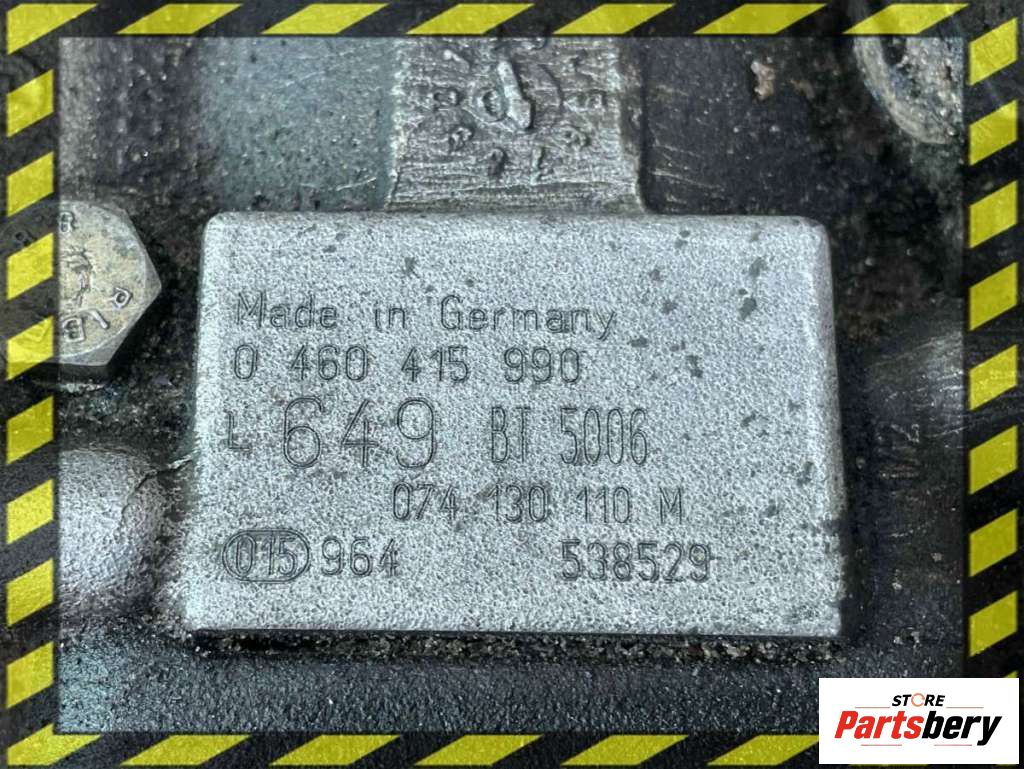 Made in Germany
0 460 415 990
L 649 BT 5006
074 130 110 M
015 964 538529
STORE
Partsbery